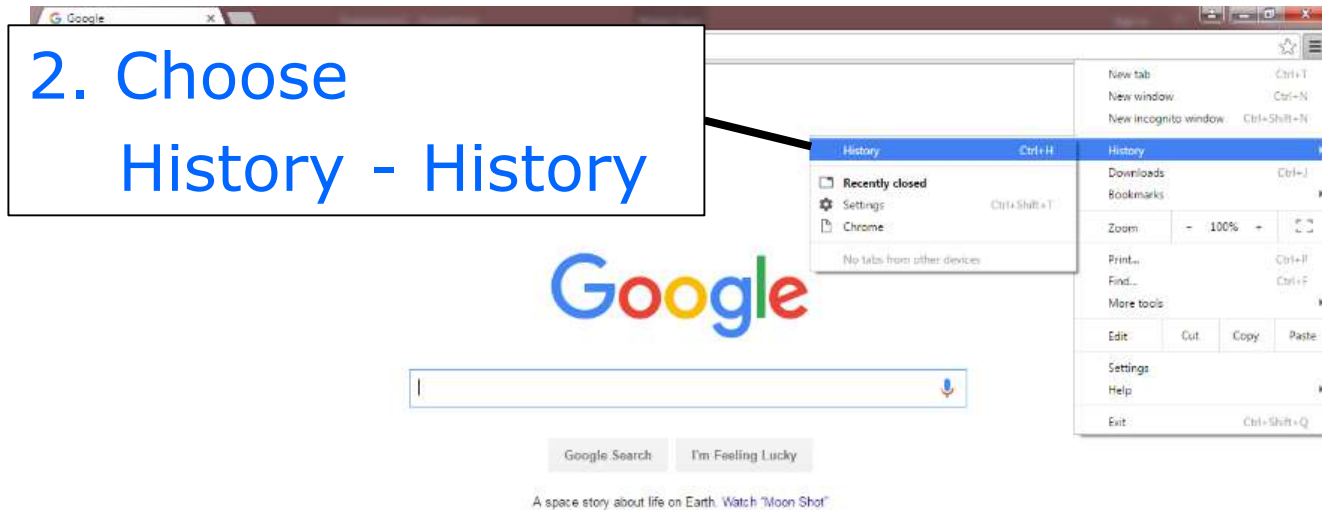 Google
2. Choose
History - History
New tab Ctrl+T
New window Ctrl+N
New incognito window Ctrl+Shift+N
History Ctrl+H
History
Recently closed
Downloads Ctrl+J
Settings Ctrl+Shift+T
Bookmarks
Chrome
Zoom - 100% +
No tabs from other devices
Print... Ctrl+P
Find... Ctrl+F
More tools
Google
Edit Cut Copy Paste
Settings
Help
Exit Ctrl+Shift+Q
Google Search I'm Feeling Lucky
A space story about life on Earth. Watch "Moon Shot"